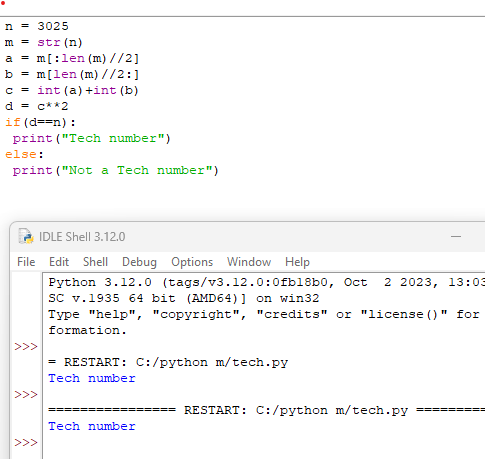 n = 3025
m = str(n)
a = m[:len(m)//2]
b = m[len(m)//2:]
c = int(a)+int(b)
d = c**2
if(d==n):
 print("Tech number")
else:
 print("Not a Tech number")
IDLE Shell 3.12.0
File Edit Shell Debug Options Window Help
Python 3.12.0 (tags/v3.12.0:0fb18b0, Oct  2 2023, 13:03
SC v.1935 64 bit (AMD64)] on win32
Type "help", "copyright", "credits" or "license()" for
formation.
>>>
= RESTART: C:/python m/tech.py
Tech number
>>>
================ RESTART: C:/python m/tech.py =========
Tech number
>>>